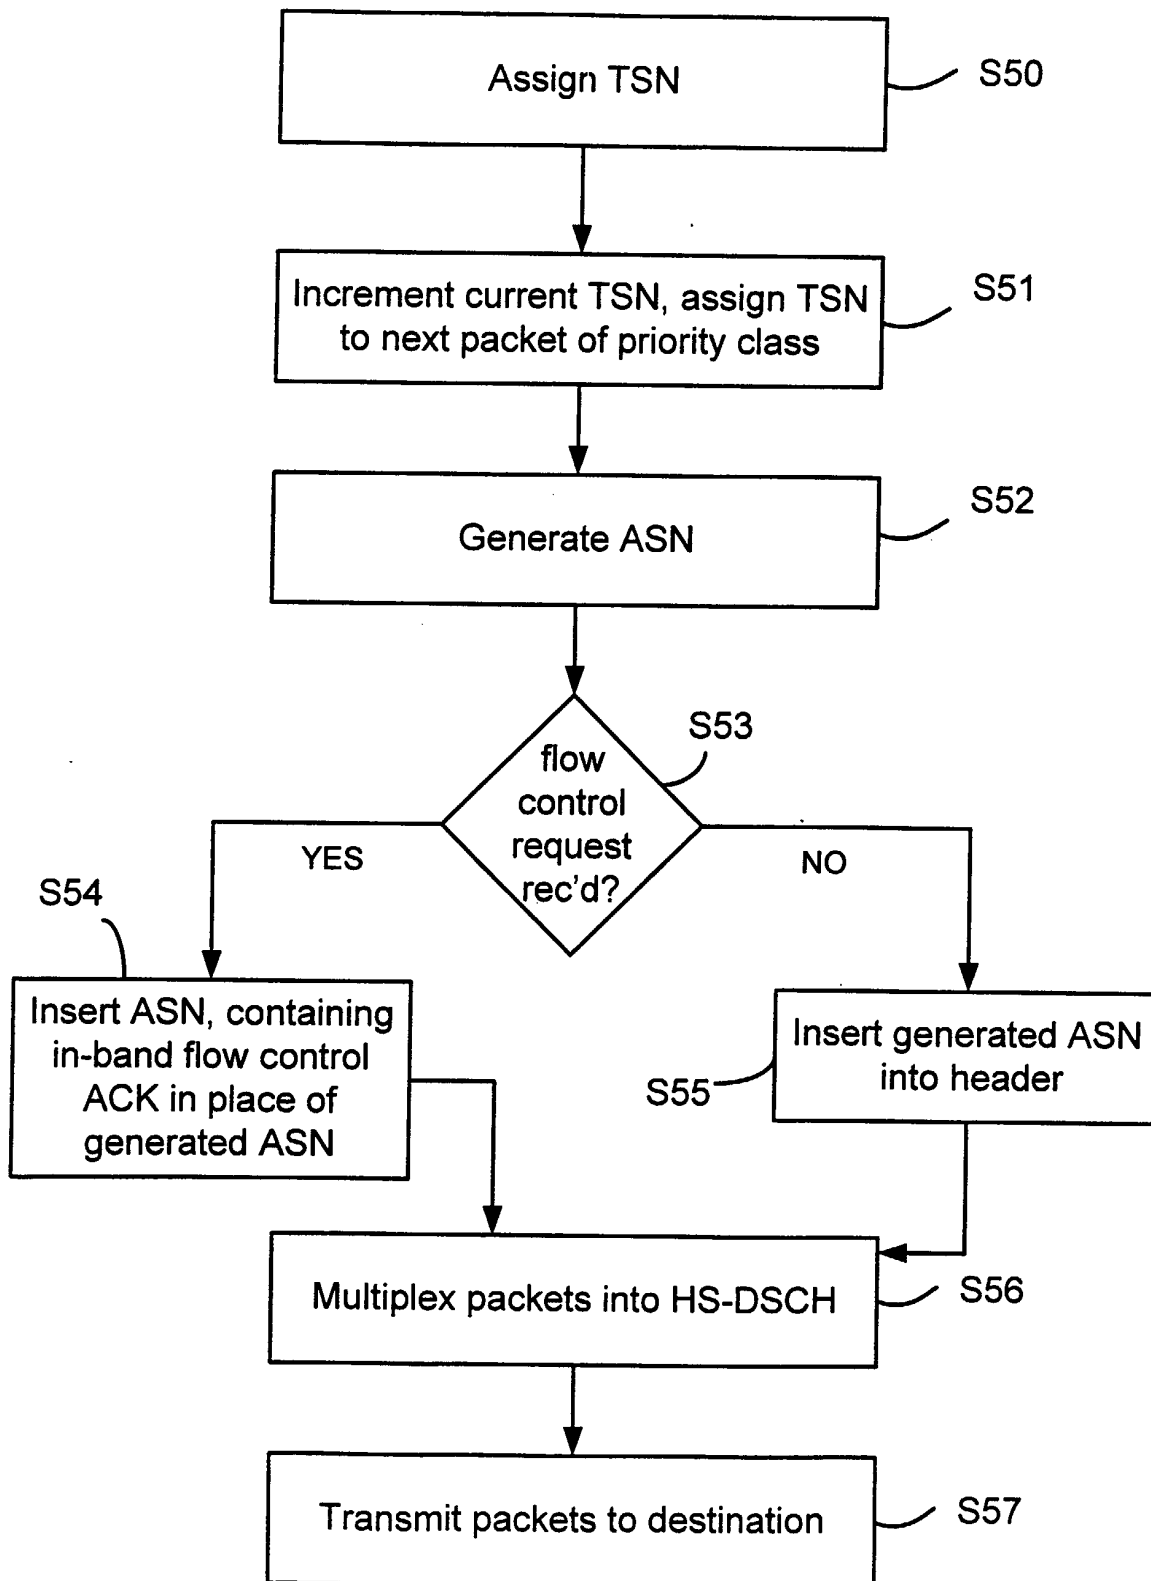 Assign TSN
S50
Increment current TSN, assign TSN
to next packet of priority class
S51
Generate ASN
S52
flow
control
request
rec'd?
S53
YES
NO
S54
Insert ASN, containing
in-band flow control
ACK in place of
generated ASN
Insert generated ASN
into header
S55
Multiplex packets into HS-DSCH
S56
Transmit packets to destination
S57